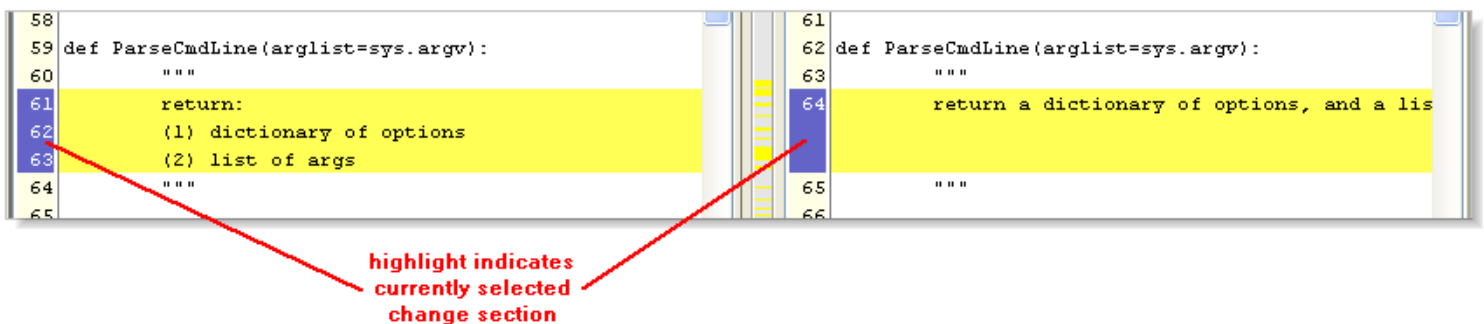 58
59 def ParseCmdLine(arglist=sys.argv):
60 """
61 return:
62 (1) dictionary of options
63 (2) list of args
64 """
65
61
62 def ParseCmdLine(arglist=sys.argv):
63 """
64 return a dictionary of options, and a lis
65 """
66
highlight indicates
currently selected
change section